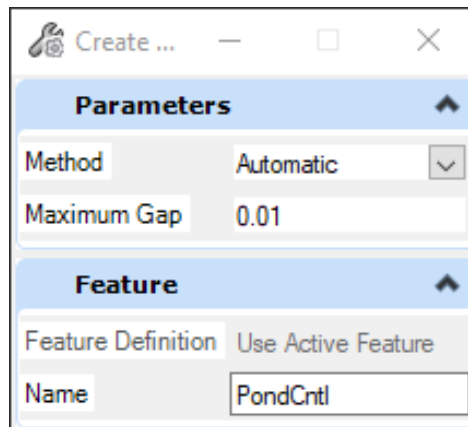 Create ...
Parameters
Method Automatic
Maximum Gap 0.01
Feature
Feature Definition Use Active Feature
Name PondCntl